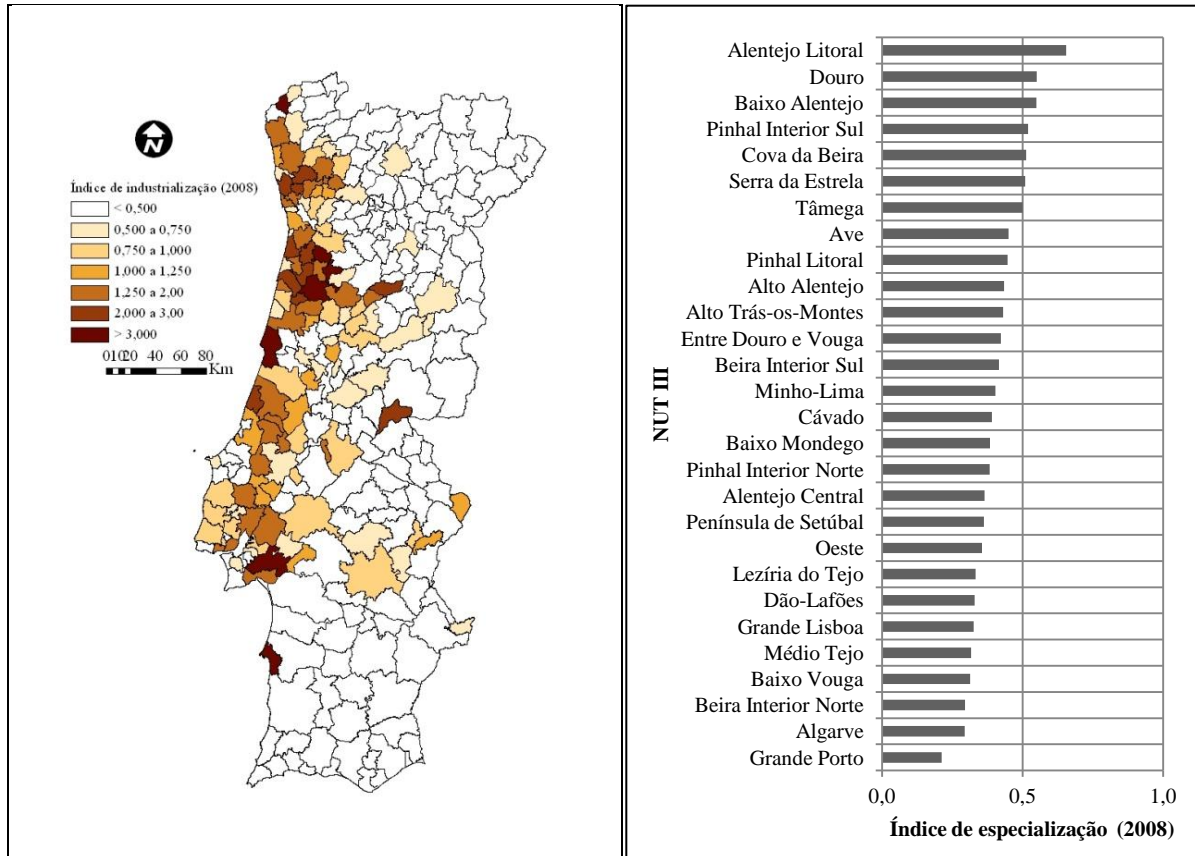 N
Índice de industrialização (2008)
< 0,500
0,500 a 0,750
0,750 a 1,000
1,000 a 1,250
1,250 a 2,00
2,000 a 3,00
> 3,000
01020 40 60 80
Km
NUT III
Alentejo Litoral
Douro
Baixo Alentejo
Pinhal Interior Sul
Cova da Beira
Serra da Estrela
Tâmega
Ave
Pinhal Litoral
Alto Alentejo
Alto Trás-os-Montes
Entre Douro e Vouga
Beira Interior Sul
Minho-Lima
Cávado
Baixo Mondego
Pinhal Interior Norte
Alentejo Central
Península de Setúbal
Oeste
Lezíria do Tejo
Dão-Lafões
Grande Lisboa
Médio Tejo
Baixo Vouga
Beira Interior Norte
Algarve
Grande Porto
0,0 0,5 1,0
Índice de especialização (2008)